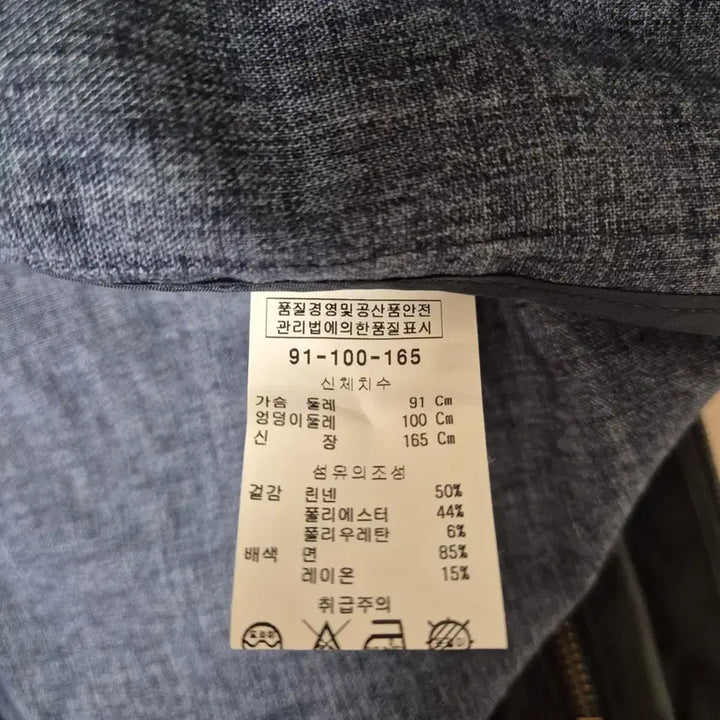 품질경영및공산품안전
관리법에의한품질표시
91-100-165
신체치수
가슴 둘레 91 Cm
엉덩이둘레 100 Cm
신 장 165 Cm
섬유의조성
겉감 린넨 50%
폴리에스터 44%
폴리우레탄 6%
배색 면 85%
레이온 15%
취급주의